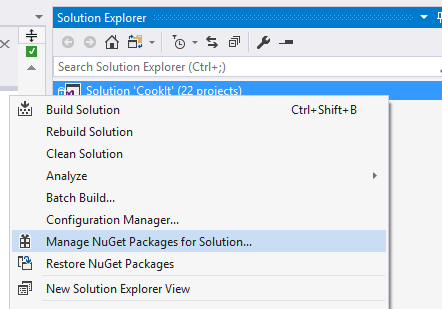 Solution Explorer
Search Solution Explorer (Ctrl+;)
Solution 'CookIt' (22 projects)
Build Solution Ctrl+Shift+B
Rebuild Solution
Clean Solution
Analyze
Batch Build...
Configuration Manager...
Manage NuGet Packages for Solution...
Restore NuGet Packages
New Solution Explorer View